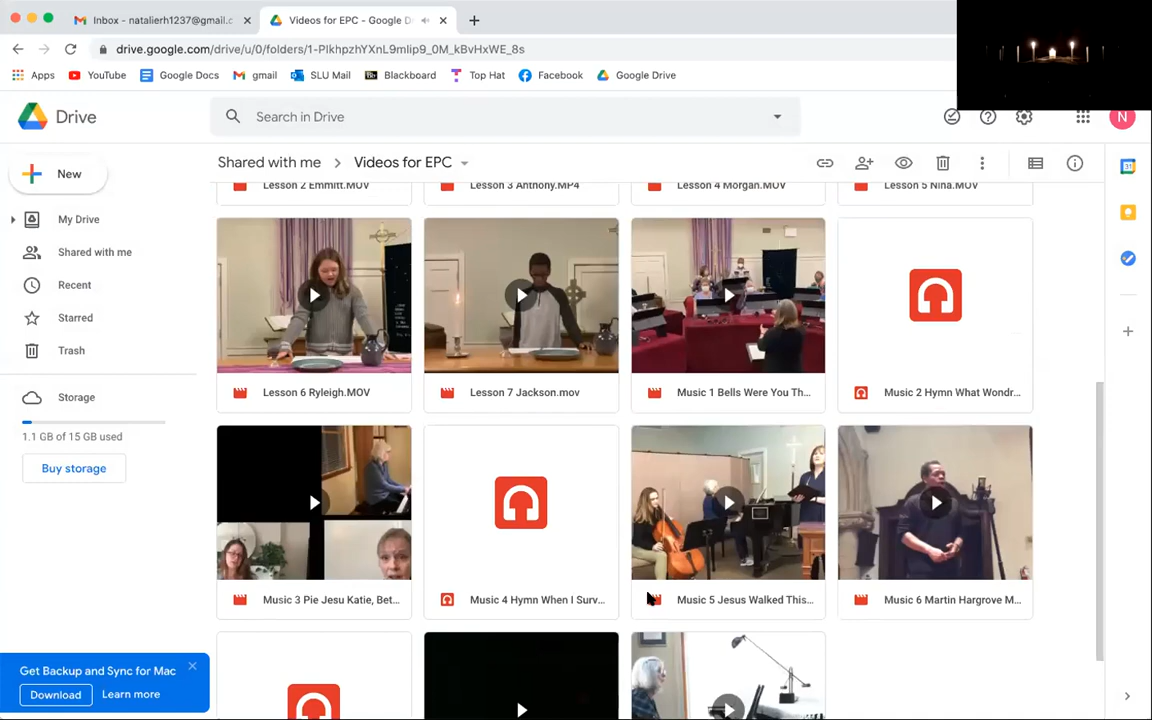 Inbox - natalierh1237@gmail.c
Videos for EPC - Google D
drive.google.com/drive/u/0/folders/1-PlkhpzhYXnL9mlip9_0M_kBvHxWE_8s
Apps YouTube Google Docs gmail SLU Mail Blackboard Top Hat Facebook Google Drive
Drive
Search in Drive
N
New
Shared with me
Videos for EPC
Lesson 2 Emmitt.MOV
Lesson 3 Anthony.MP4
Lesson 4 Morgan.MOV
Lesson 5 Nina.MOV
My Drive
Shared with me
Recent
Starred
Trash
Storage
1.1 GB of 15 GB used
Buy storage
Lesson 6 Ryleigh.MOV
Lesson 7 Jackson.mov
Music 1 Bells Were You Th...
Music 2 Hymn What Wondr...
Music 3 Pie Jesu Katie, Bet...
Music 4 Hymn When I Surv...
Music 5 Jesus Walked This...
Music 6 Martin Hargrove M...
Get Backup and Sync for Mac
Download
Learn more